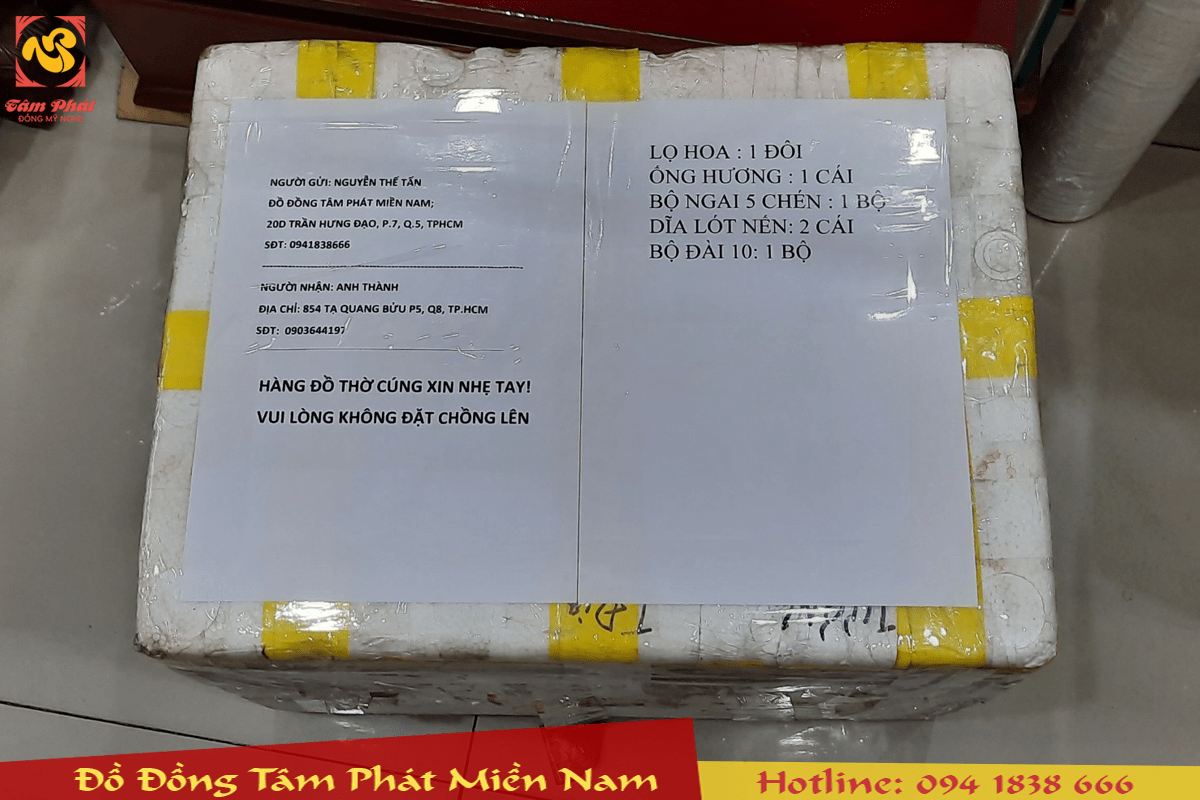 Tâm Phát
ĐỒNG MỸ NGHỆ
NGƯỜI GỬI: NGUYỄN THẾ TẤN
ĐỒ ĐỒNG TÂM PHÁT MIỀN NAM;
20D TRẦN HƯNG ĐẠO, P.7, Q.5, TPHCM
SĐT: 0941838666
NGƯỜI NHẬN: ANH THÀNH
ĐỊA CHỈ: 854 TẠ QUANG BỬU P5, Q8, TP.HCM
SĐT: 0903644197
HÀNG ĐỒ THỜ CÚNG XIN NHẸ TAY!
VUI LÒNG KHÔNG ĐẶT CHỒNG LÊN
LỌ HOA : 1 ĐÔI
ỐNG HƯƠNG : 1 CÁI
BỘ NGAI 5 CHÉN : 1 BỘ
DĨA LÓT NẾN: 2 CÁI
BỘ ĐÀI 10: 1 BỘ
Đồ Đồng Tâm Phát Miền Nam
Hotline: 094 1838 666